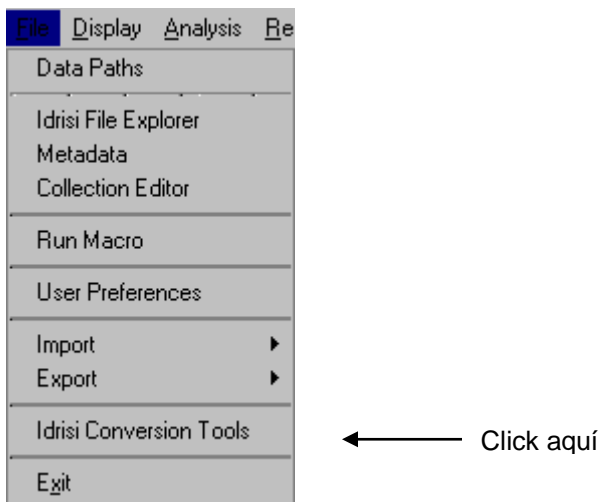 File Display Analysis Re
Data Paths
Idrisi File Explorer
Metadata
Collection Editor
Run Macro
User Preferences
Import
Export
Idrisi Conversion Tools
Click aquí
Exit